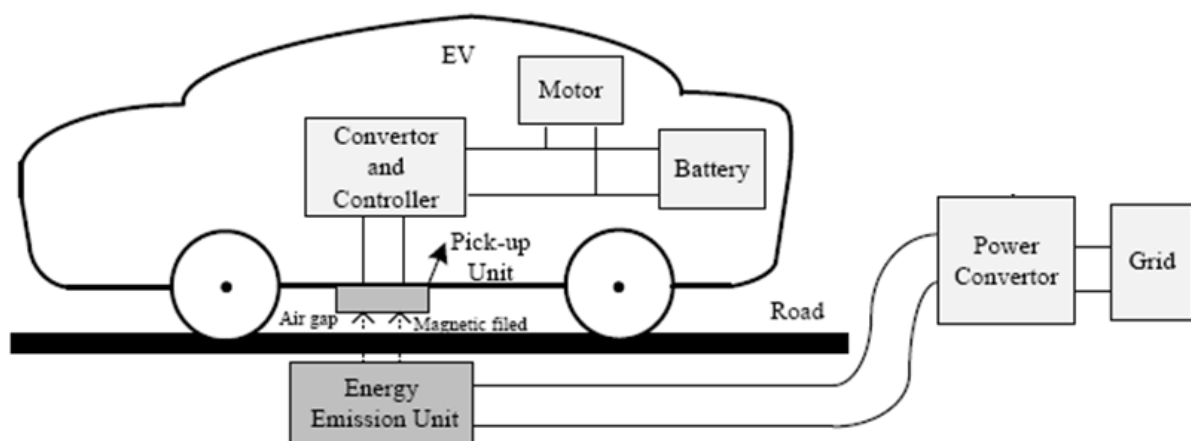 EV
Motor
Convertor
and
Controller
Battery
Pick-up
Unit
Power
Convertor
Grid
Air gap
Magnetic filed
Road
Energy
Emission Unit